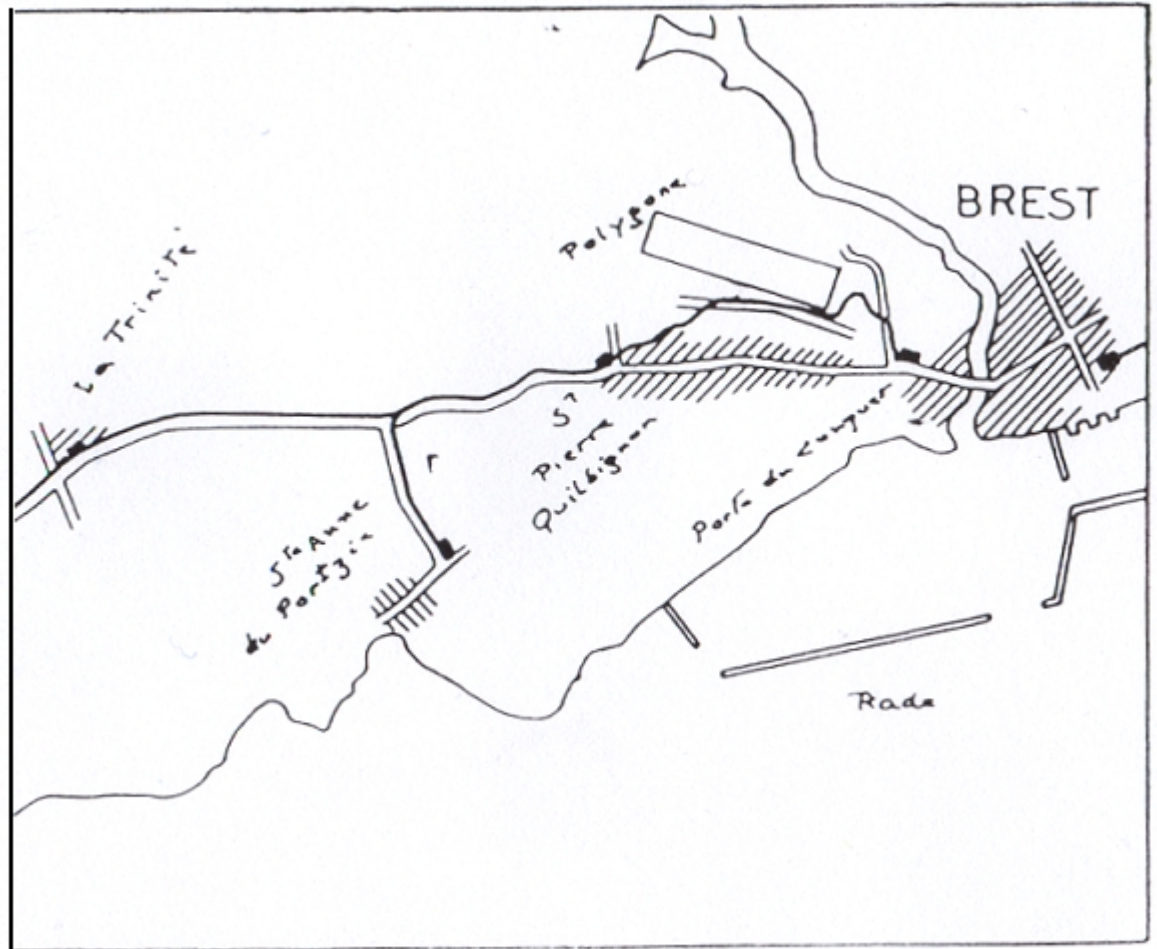 BREST
Polygone
La Trinité
St
Pierre
Quilbignon
Porte du Conquet
Ste Anne
du Portzic
Rade